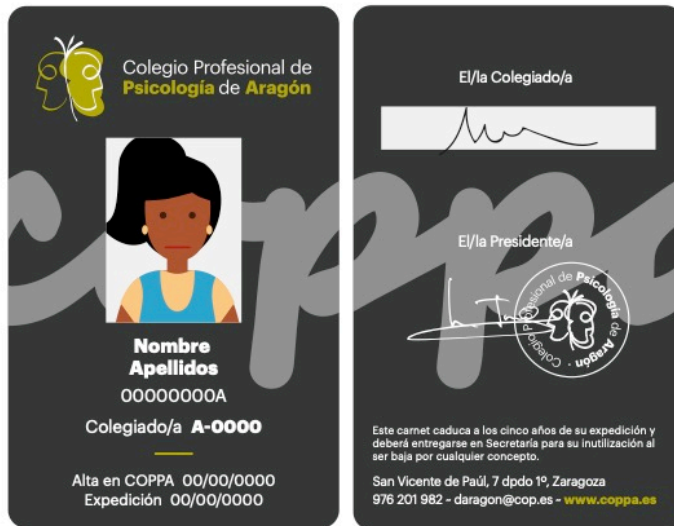 Colegio Profesional de
Psicología de Aragón
coppa
Nombre
Apellidos
00000000A
Colegiado/a A-0000
Alta en COPPA 00/00/0000
Expedición 00/00/0000
El/la Colegiado/a
El/la Presidente/a
Colegio Profesional de Psicología de Aragón ·
Este carnet caduca a los cinco años de su expedición y
deberá entregarse en Secretaría para su inutilización al
ser baja por cualquier concepto.
San Vicente de Paúl, 7 dpdo 1º, Zaragoza
976 201 982 - daragon@cop.es - www.coppa.es